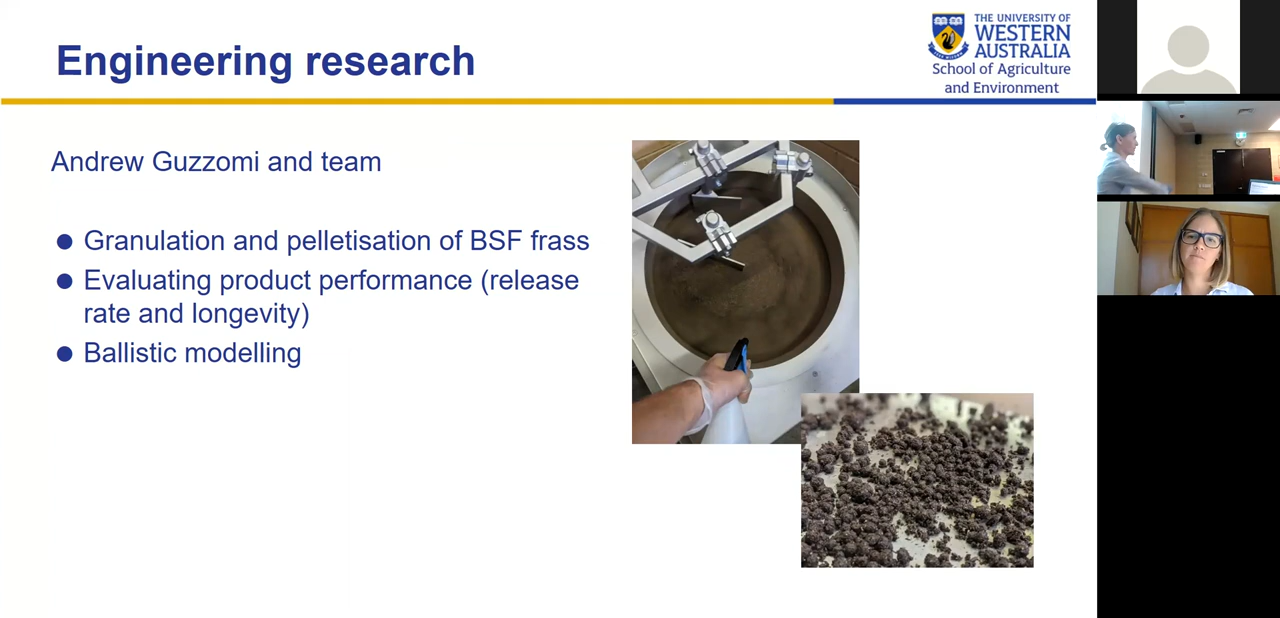 Engineering research
THE UNIVERSITY OF
WESTERN
AUSTRALIA
School of Agriculture
and Environment
Andrew Guzzomi and team
● Granulation and pelletisation of BSF frass
● Evaluating product performance (release
rate and longevity)
● Ballistic modelling